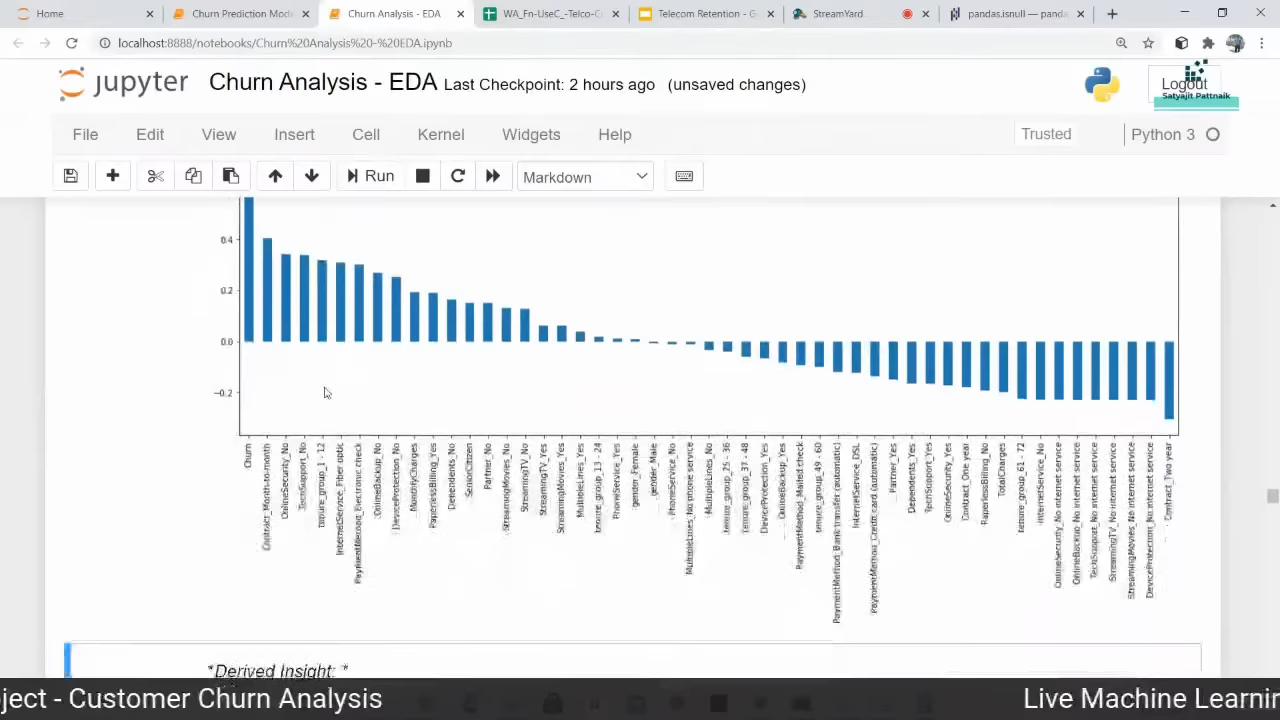 Home
Churn Prediction Mode
Churn Analysis - EDA
WA_Fn-UseC_-Telco-C
Telecom Retention - G
StreamYard
pandas.isnull — panda
localhost:8888/notebooks/Churn%20Analysis%20-%20EDA.ipynb
jupyter Churn Analysis - EDA Last Checkpoint: 2 hours ago (unsaved changes)
Logout
Satyajit Pattnaik
File Edit View Insert Cell Kernel Widgets Help
Trusted
Python 3
Run
Markdown
0.4
0.2
0.0
−0.2
Churn
Contract_Month-to-month
OnlineSecurity_No
TechSupport_No
tenure_group_1 - 12
InternetService_Fiber optic
PaymentMethod_Electronic check
OnlineBackup_No
DeviceProtection_No
MonthlyCharges
PaperlessBilling_Yes
Dependents_No
SeniorCitizen
Partner_No
StreamingMovies_No
StreamingTV_No
StreamingTV_Yes
StreamingMovies_Yes
MultipleLines_Yes
tenure_group_13 - 24
PhoneService_Yes
gender_Female
gender_Male
PhoneService_No
MultipleLines_No phone service
MultipleLines_No
tenure_group_25 - 36
tenure_group_37 - 48
DeviceProtection_Yes
OnlineBackup_Yes
PaymentMethod_Mailed check
tenure_group_49 - 60
PaymentMethod_Bank transfer (automatic)
InternetService_DSL
PaymentMethod_Credit card (automatic)
Partner_Yes
Dependents_Yes
TechSupport_Yes
OnlineSecurity_Yes
Contract_One year
PaperlessBilling_No
TotalCharges
tenure_group_61 - 72
InternetService_No
OnlineSecurity_No internet service
OnlineBackup_No internet service
TechSupport_No internet service
StreamingTV_No internet service
StreamingMovies_No internet service
DeviceProtection_No internet service
Contract_Two year
*Derived Insight: *
oject - Customer Churn Analysis
Live Machine Learnin